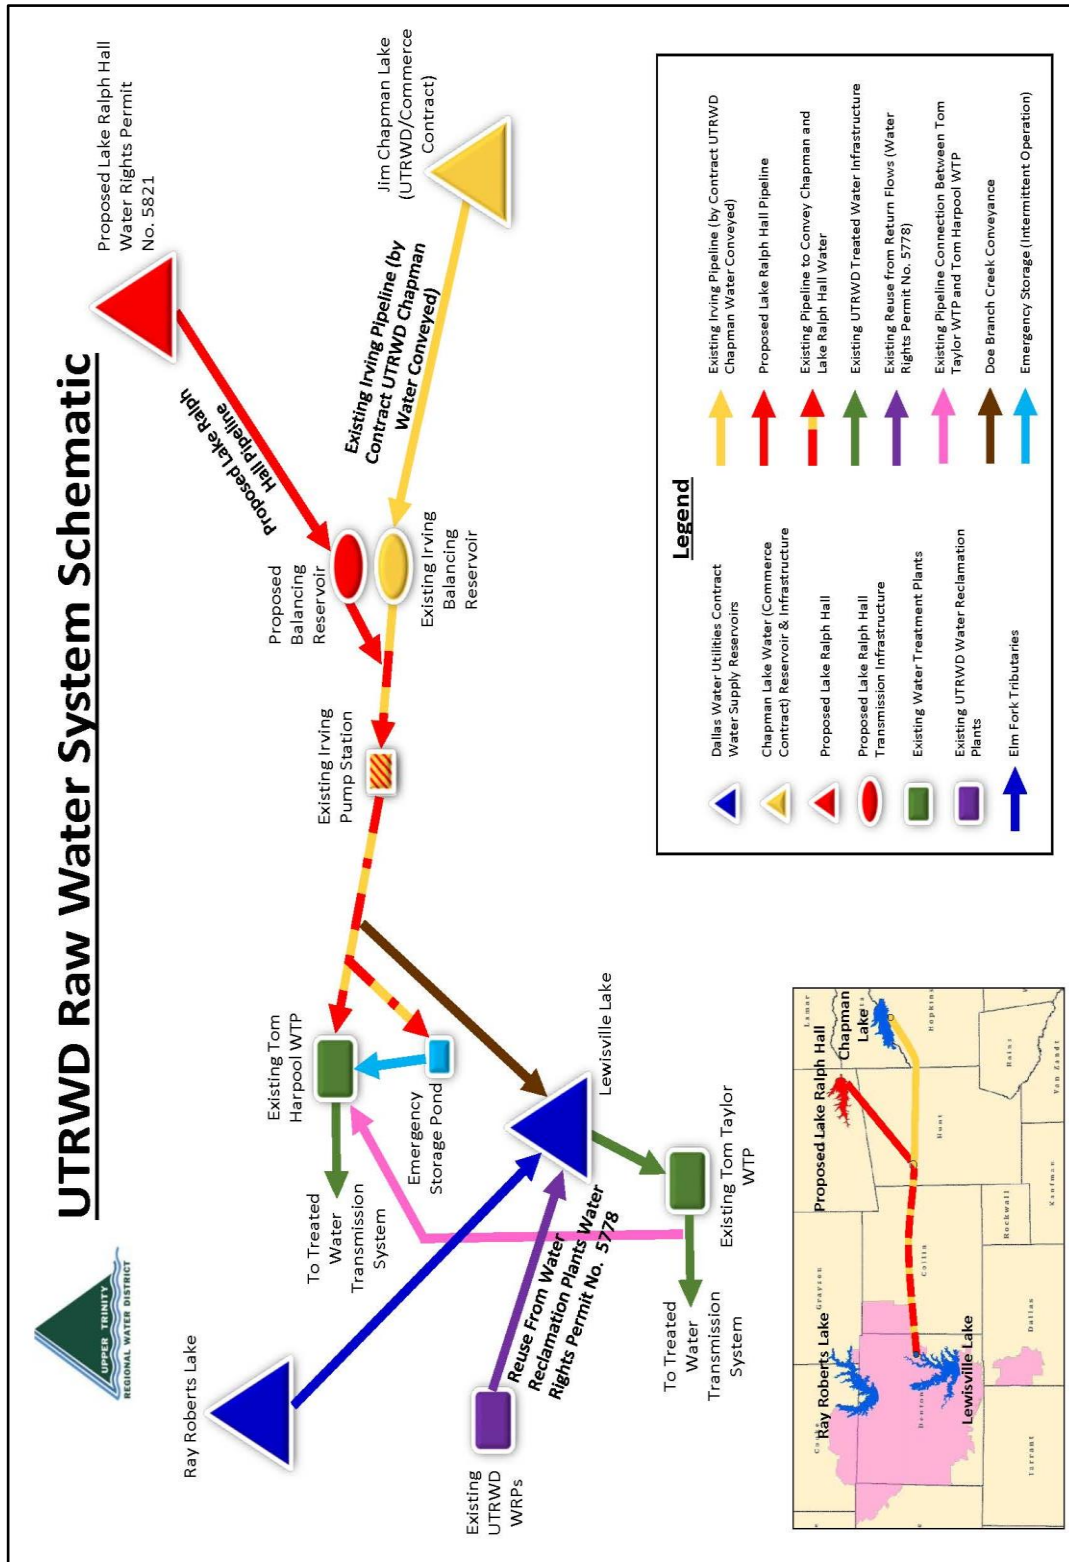 UTRWD Raw Water System Schematic
UPPER TRINITY
REGIONAL WATER DISTRICT
Proposed Lake Ralph Hall
Water Rights Permit
No. 5821
Jim Chapman Lake
(UTRWD/Commerce
Contract)
Proposed Lake Ralph
Hall Pipeline
Existing Irving Pipeline (by
Contract UTRWD Chapman
Water Conveyed)
Proposed
Balancing
Reservoir
Existing Irving
Balancing
Reservoir
Existing Irving
Pump Station
Existing Tom
Harpool WTP
To Treated
Water
Transmission
System
Emergency
Storage Pond
Ray Roberts Lake
Lewisville Lake
Existing
UTRWD
WRPs
Reuse From Water
Reclamation Plants Water
Rights Permit No. 5778
Existing Tom Taylor
WTP
To Treated
Water
Transmission
System
Legend
Dallas Water Utilities Contract
Water Supply Reservoirs
Chapman Lake Water (Commerce
Contract) Reservoir & Infrastructure
Proposed Lake Ralph Hall
Proposed Lake Ralph Hall
Transmission Infrastructure
Existing Water Treatment Plants
Existing UTRWD Water Reclamation
Plants
Elm Fork Tributaries
Existing Irving Pipeline (by Contract UTRWD
Chapman Water Conveyed)
Proposed Lake Ralph Hall Pipeline
Existing Pipeline to Convey Chapman and
Lake Ralph Hall Water
Existing UTRWD Treated Water Infrastructure
Existing Reuse from Return Flows (Water
Rights Permit No. 5778)
Existing Pipeline Connection Between Tom
Taylor WTP and Tom Harpool WTP
Doe Branch Creek Conveyance
Emergency Storage (Intermittent Operation)
Ray Roberts Lake
Lewisville Lake
Proposed Lake Ralph Hall
Chapman
Lake
Grayson
Lamar
Hopkins
Hunt
Collin
Rains
Van Zandt
Rockwall
Kaufman
Dallas
Tarrant